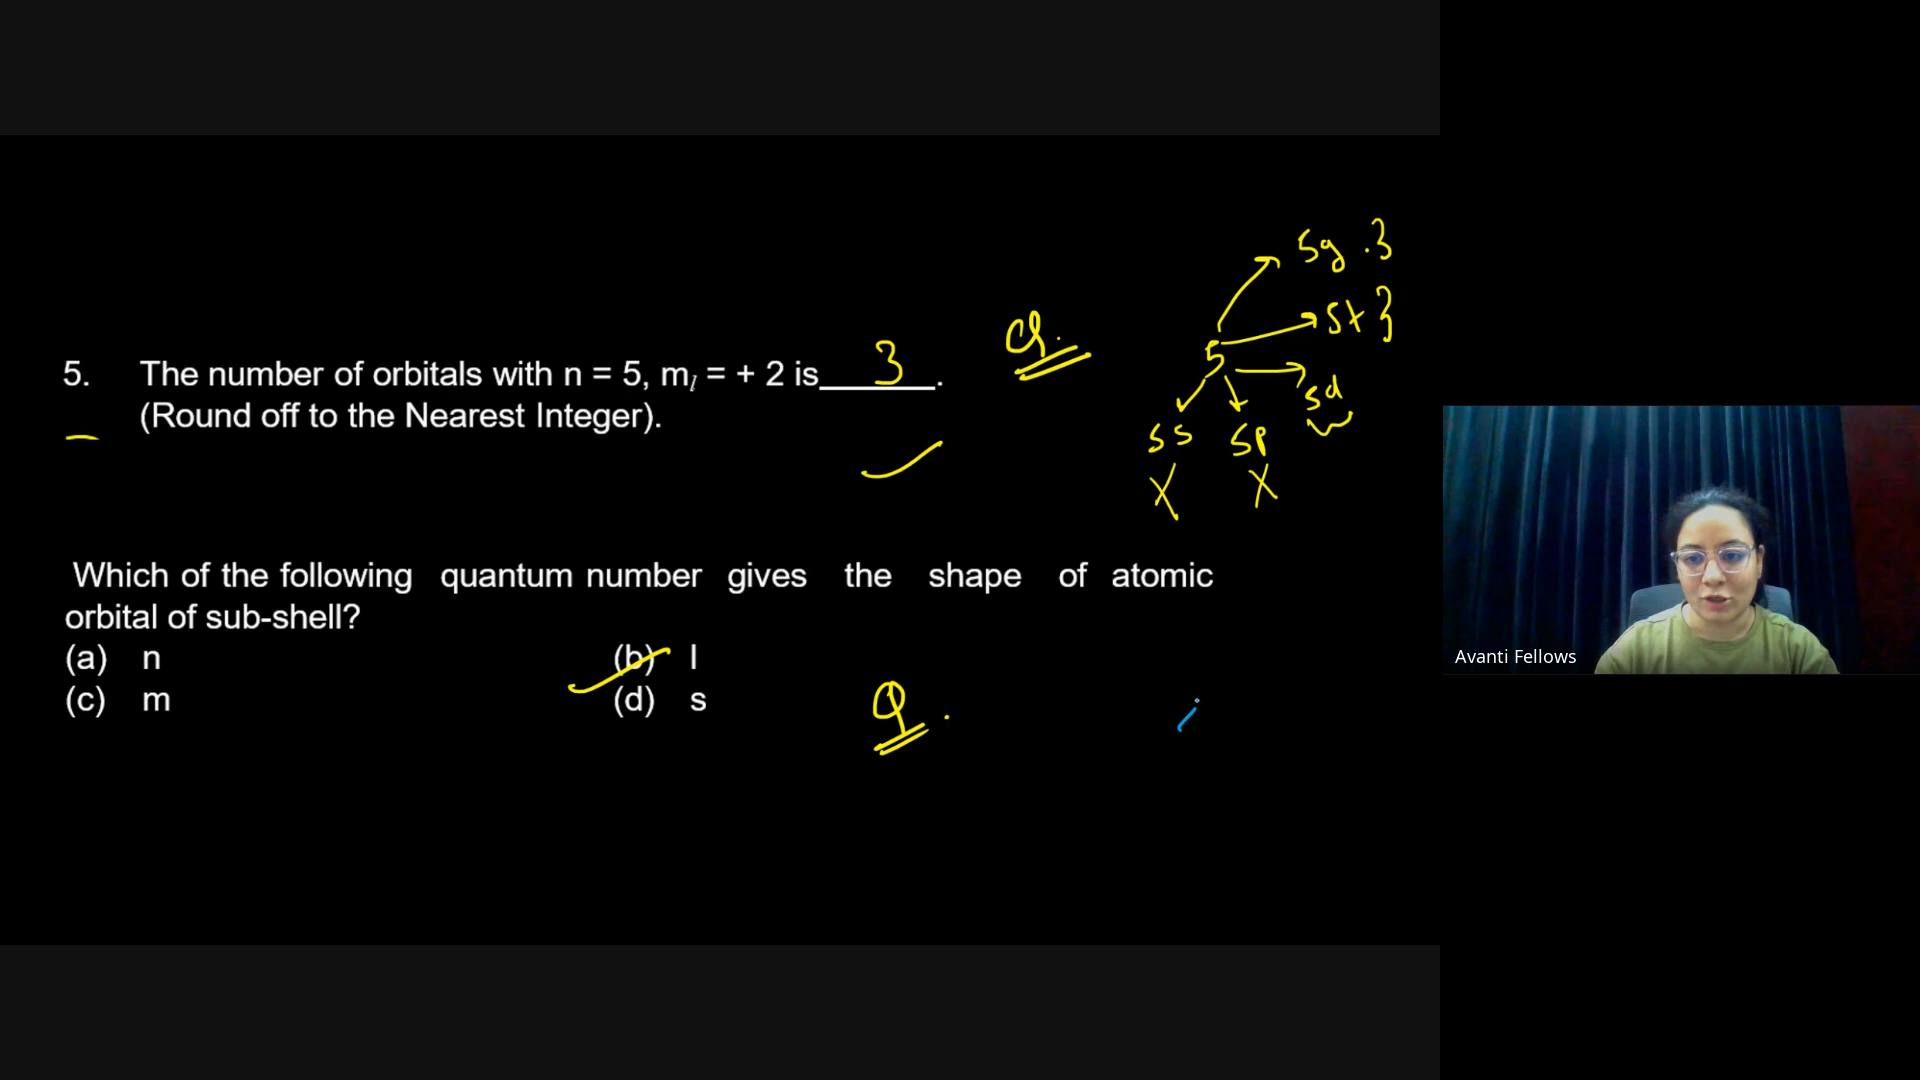 5. The number of orbitals with n = 5, mₗ = + 2 is 3.
(Round off to the Nearest Integer).
5g
5f
5
5d
5s 5p
X X
Which of the following quantum number gives the shape of atomic
orbital of sub-shell?
(a) n (b) l
(c) m (d) s
Q.
Avanti Fellows